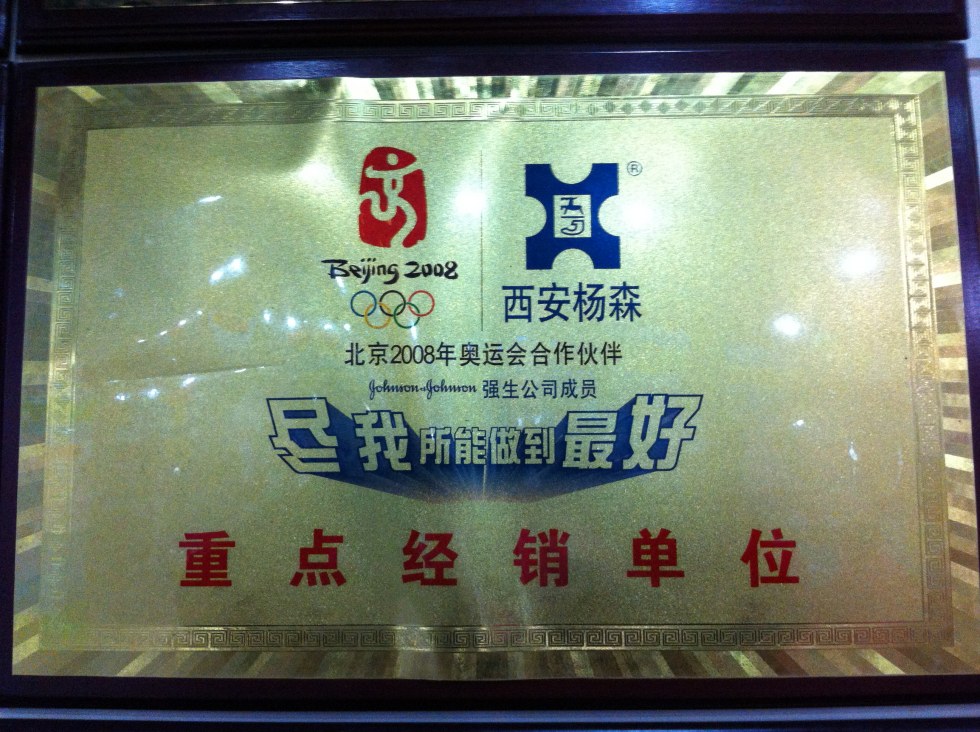 Beijing 2008
®
西安杨森
北京2008年奥运会合作伙伴
Johnson&Johnson 强生公司成员
尽我所能做到最好
重点经销单位